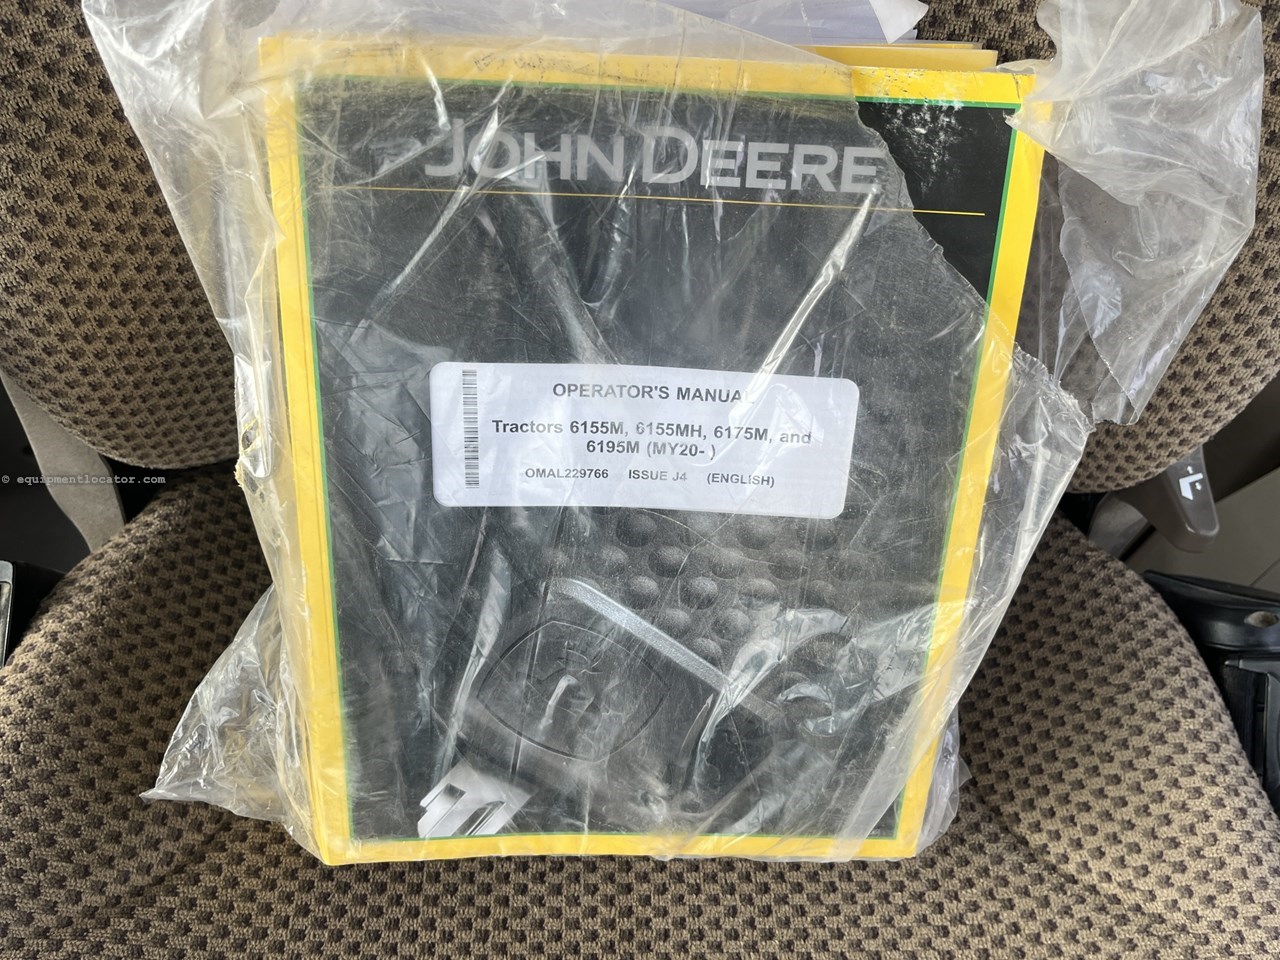 JOHN DEERE
OPERATOR'S MANUAL
Tractors 6155M, 6155MH, 6175M, and
6195M (MY20- )
OMAL229766 ISSUE J4 (ENGLISH)
© equipmentlocator.com